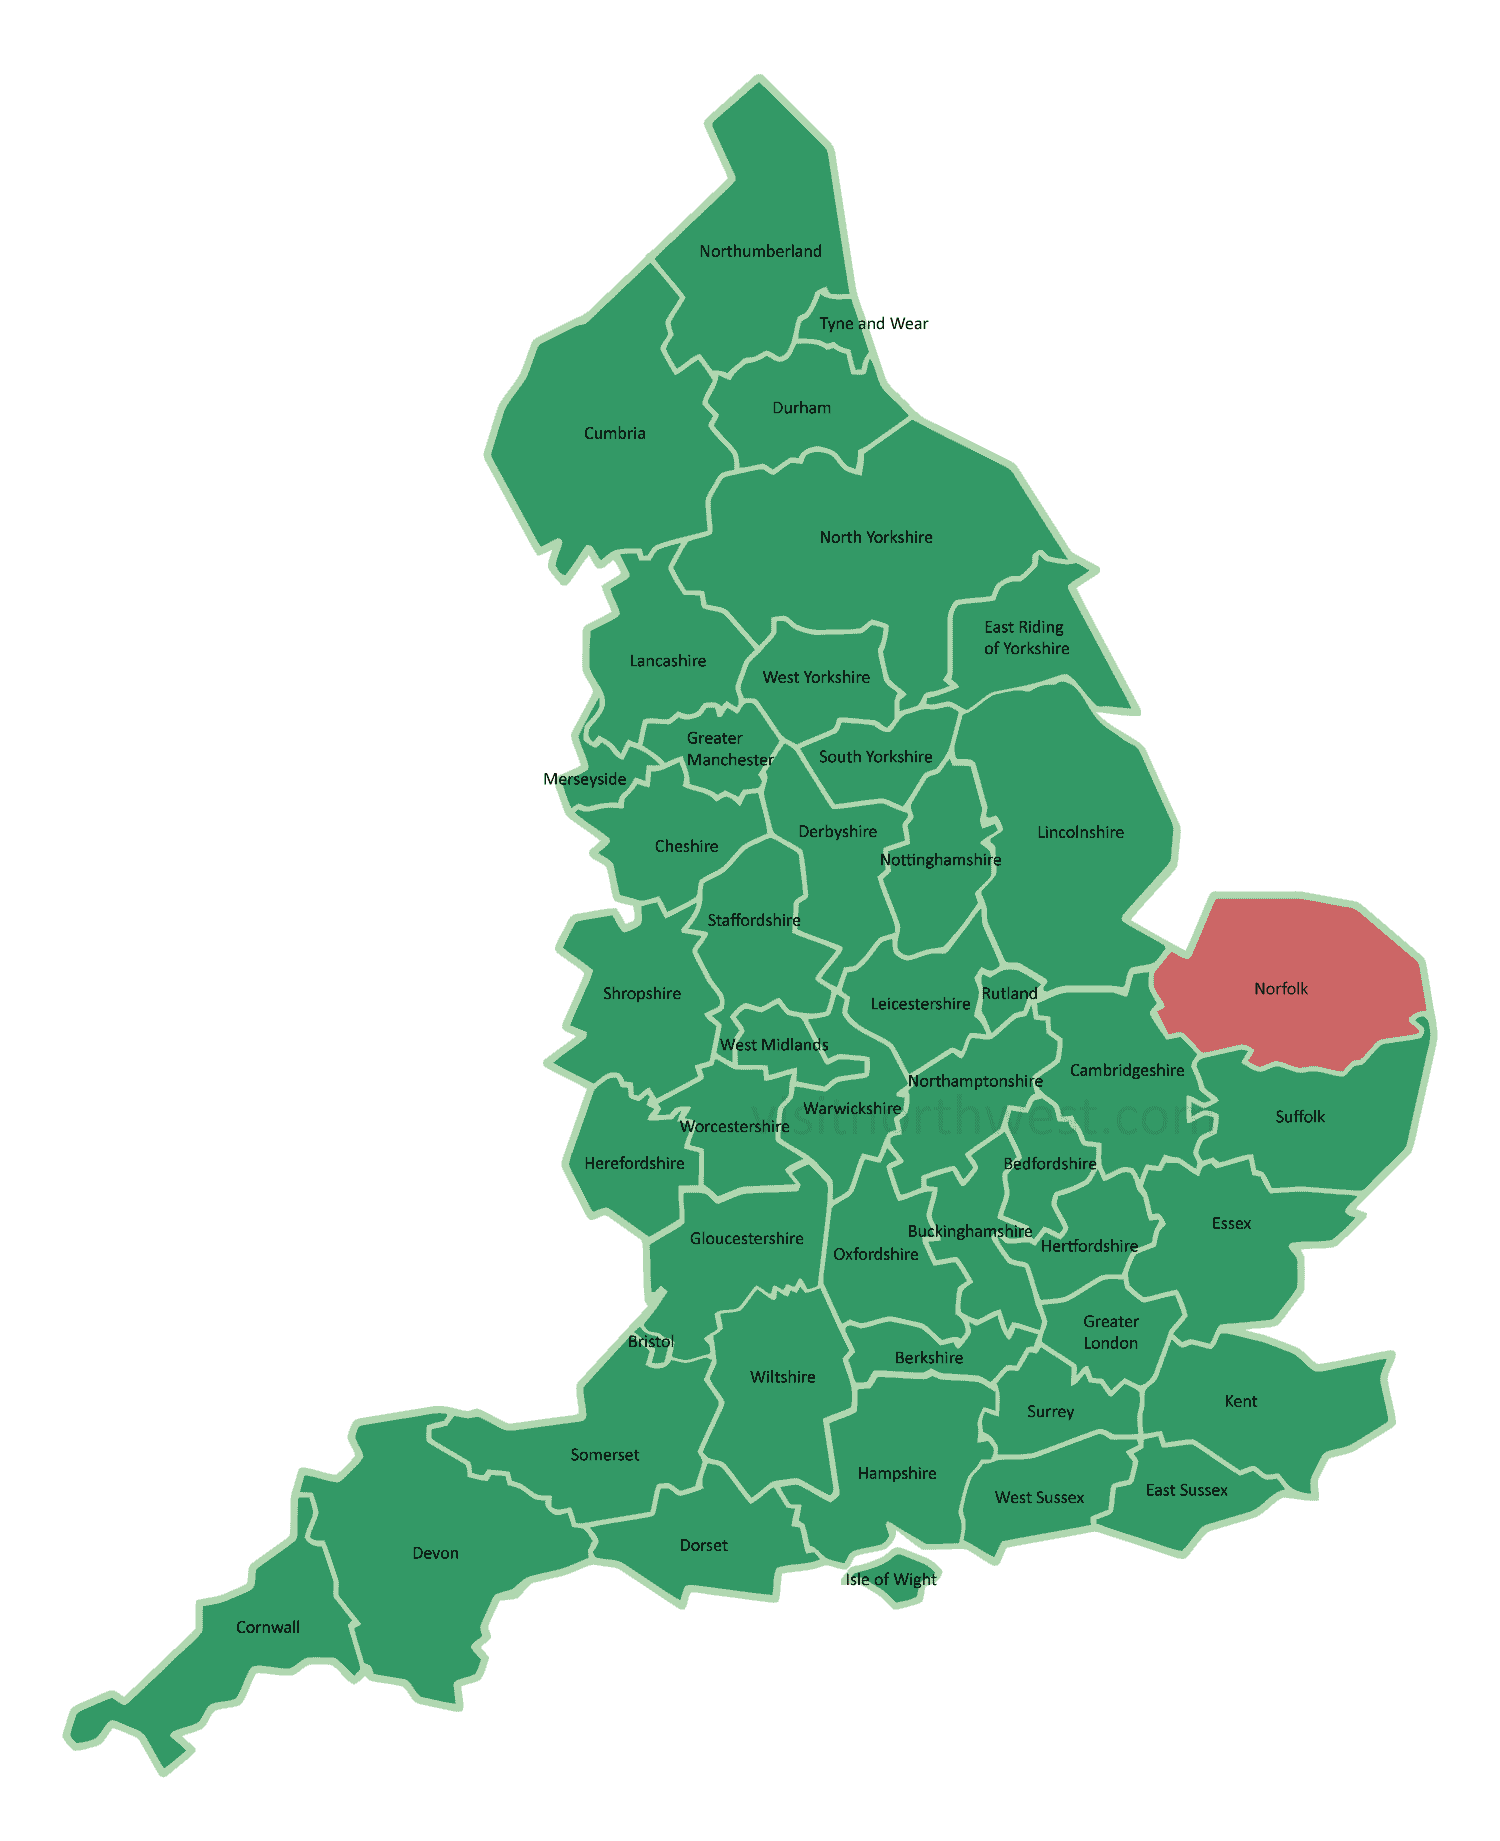 Northumberland
Tyne and Wear
Durham
Cumbria
North Yorkshire
East Riding
of Yorkshire
Lancashire
West Yorkshire
Greater
Manchester
South Yorkshire
Merseyside
Derbyshire
Lincolnshire
Cheshire
Nottinghamshire
Staffordshire
Norfolk
Shropshire
Leicestershire
Rutland
West Midlands
Cambridgeshire
Northamptonshire
Warwickshire
visitnorthwest.com
Suffolk
Worcestershire
Herefordshire
Bedfordshire
Essex
Buckinghamshire
Gloucestershire
Hertfordshire
Oxfordshire
Greater
London
Bristol
Berkshire
Wiltshire
Kent
Surrey
Somerset
Hampshire
East Sussex
West Sussex
Dorset
Devon
Isle of Wight
Cornwall